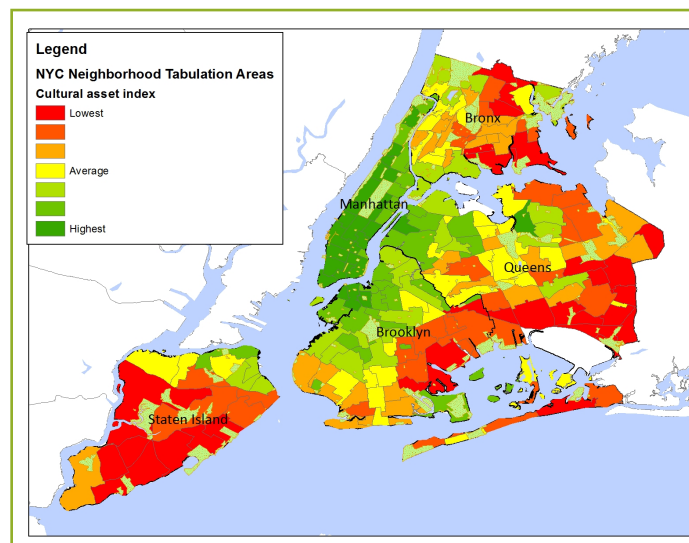 Legend
NYC Neighborhood Tabulation Areas
Cultural asset index
Lowest
Average
Highest
Bronx
Manhattan
Queens
Brooklyn
Staten Island